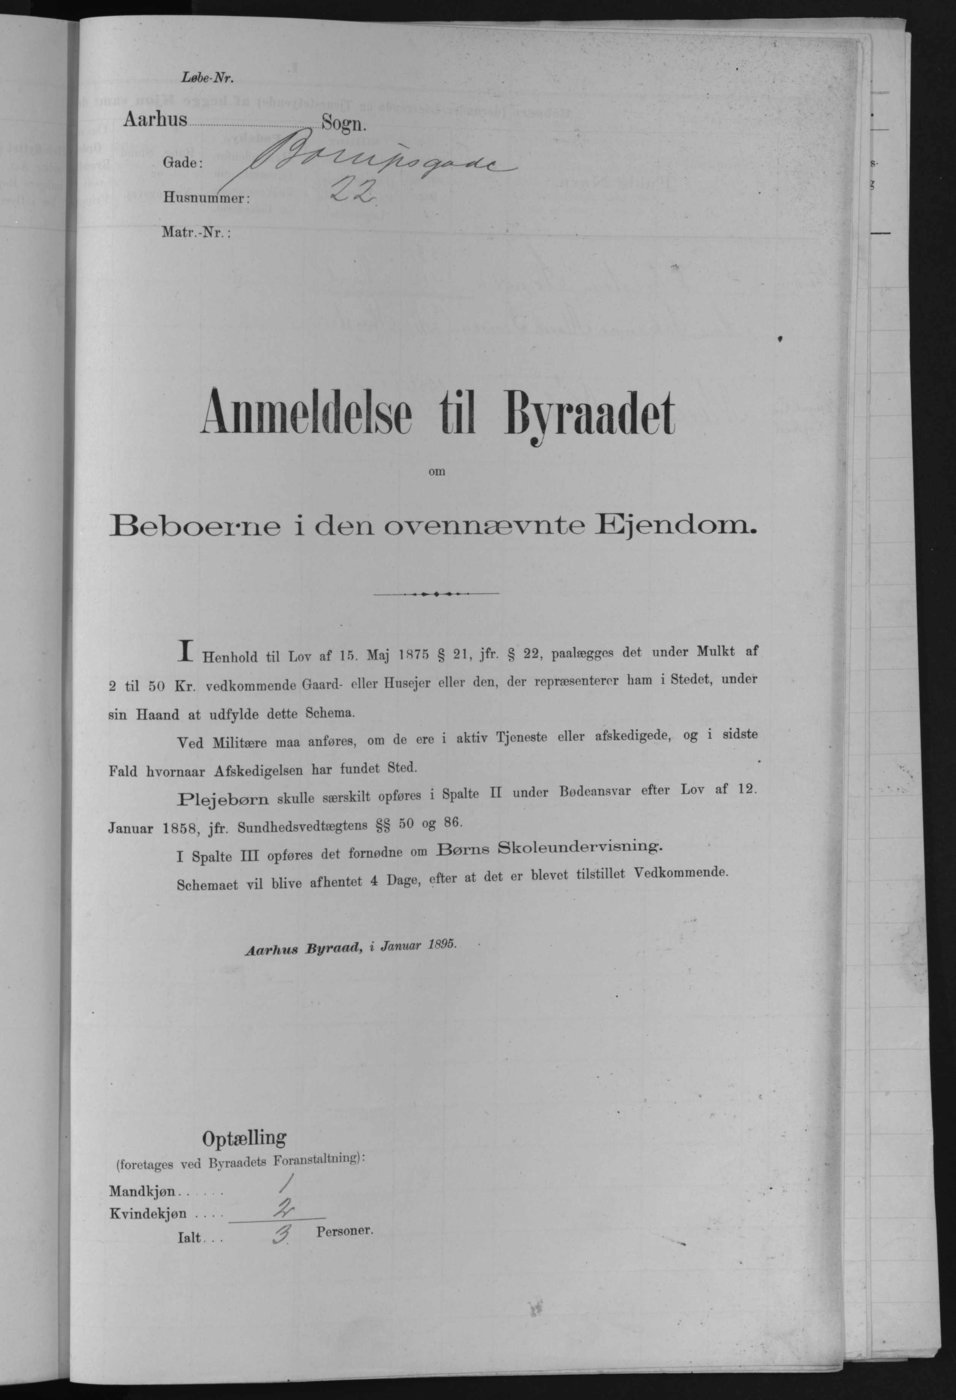 Løbe-Nr.
Aarhus Sogn.
Gade: Borupsgade
Husnummer: 22
Matr.-Nr.:
Anmeldelse til Byraadet
om
Beboerne i den ovennævnte Ejendom.
I Henhold til Lov af 15. Maj 1875 § 21, jfr. § 22, paalægges det under Mulkt af
2 til 50 Kr. vedkommende Gaard- eller Husejer eller den, der repræsenterer ham i Stedet, under
sin Haand at udfylde dette Schema.
Ved Militære maa anføres, om de ere i aktiv Tjeneste eller afskedigede, og i sidste
Fald hvornaar Afskedigelsen har fundet Sted.
Plejebørn skulle særskilt opføres i Spalte II under Bødeansvar efter Lov af 12.
Januar 1858, jfr. Sundhedsvedtægtens §§ 50 og 86.
I Spalte III opføres det fornødne om Børns Skoleundervisning.
Schemaet vil blive afhentet 4 Dage, efter at det er blevet tilstillet Vedkommende.
Aarhus Byraad, i Januar 1895.
Optælling
(foretages ved Byraadets Foranstaltning):
Mandkjøn...... 1
Kvindekjøn .... 2
Ialt... 3 Personer.